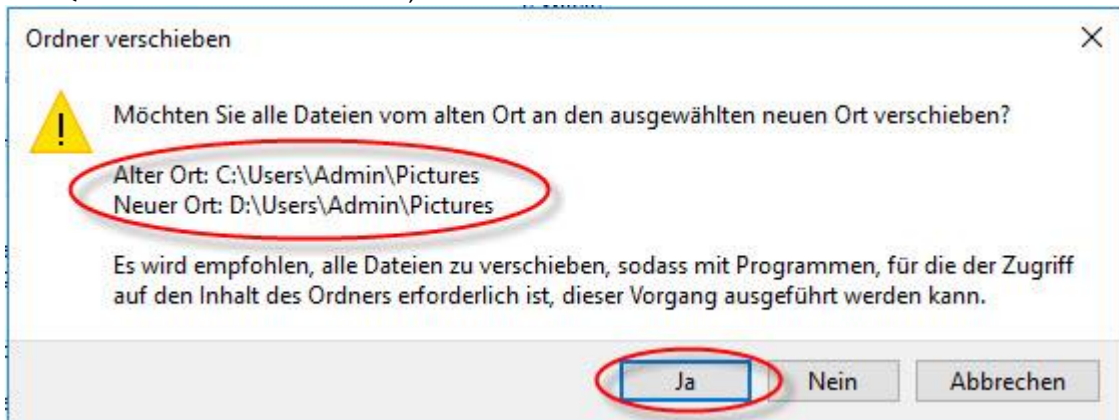 Ordner verschieben
Möchten Sie alle Dateien vom alten Ort an den ausgewählten neuen Ort verschieben?
Alter Ort: C:\Users\Admin\Pictures
Neuer Ort: D:\Users\Admin\Pictures
Es wird empfohlen, alle Dateien zu verschieben, sodass mit Programmen, für die der Zugriff
auf den Inhalt des Ordners erforderlich ist, dieser Vorgang ausgeführt werden kann.
Ja Nein Abbrechen